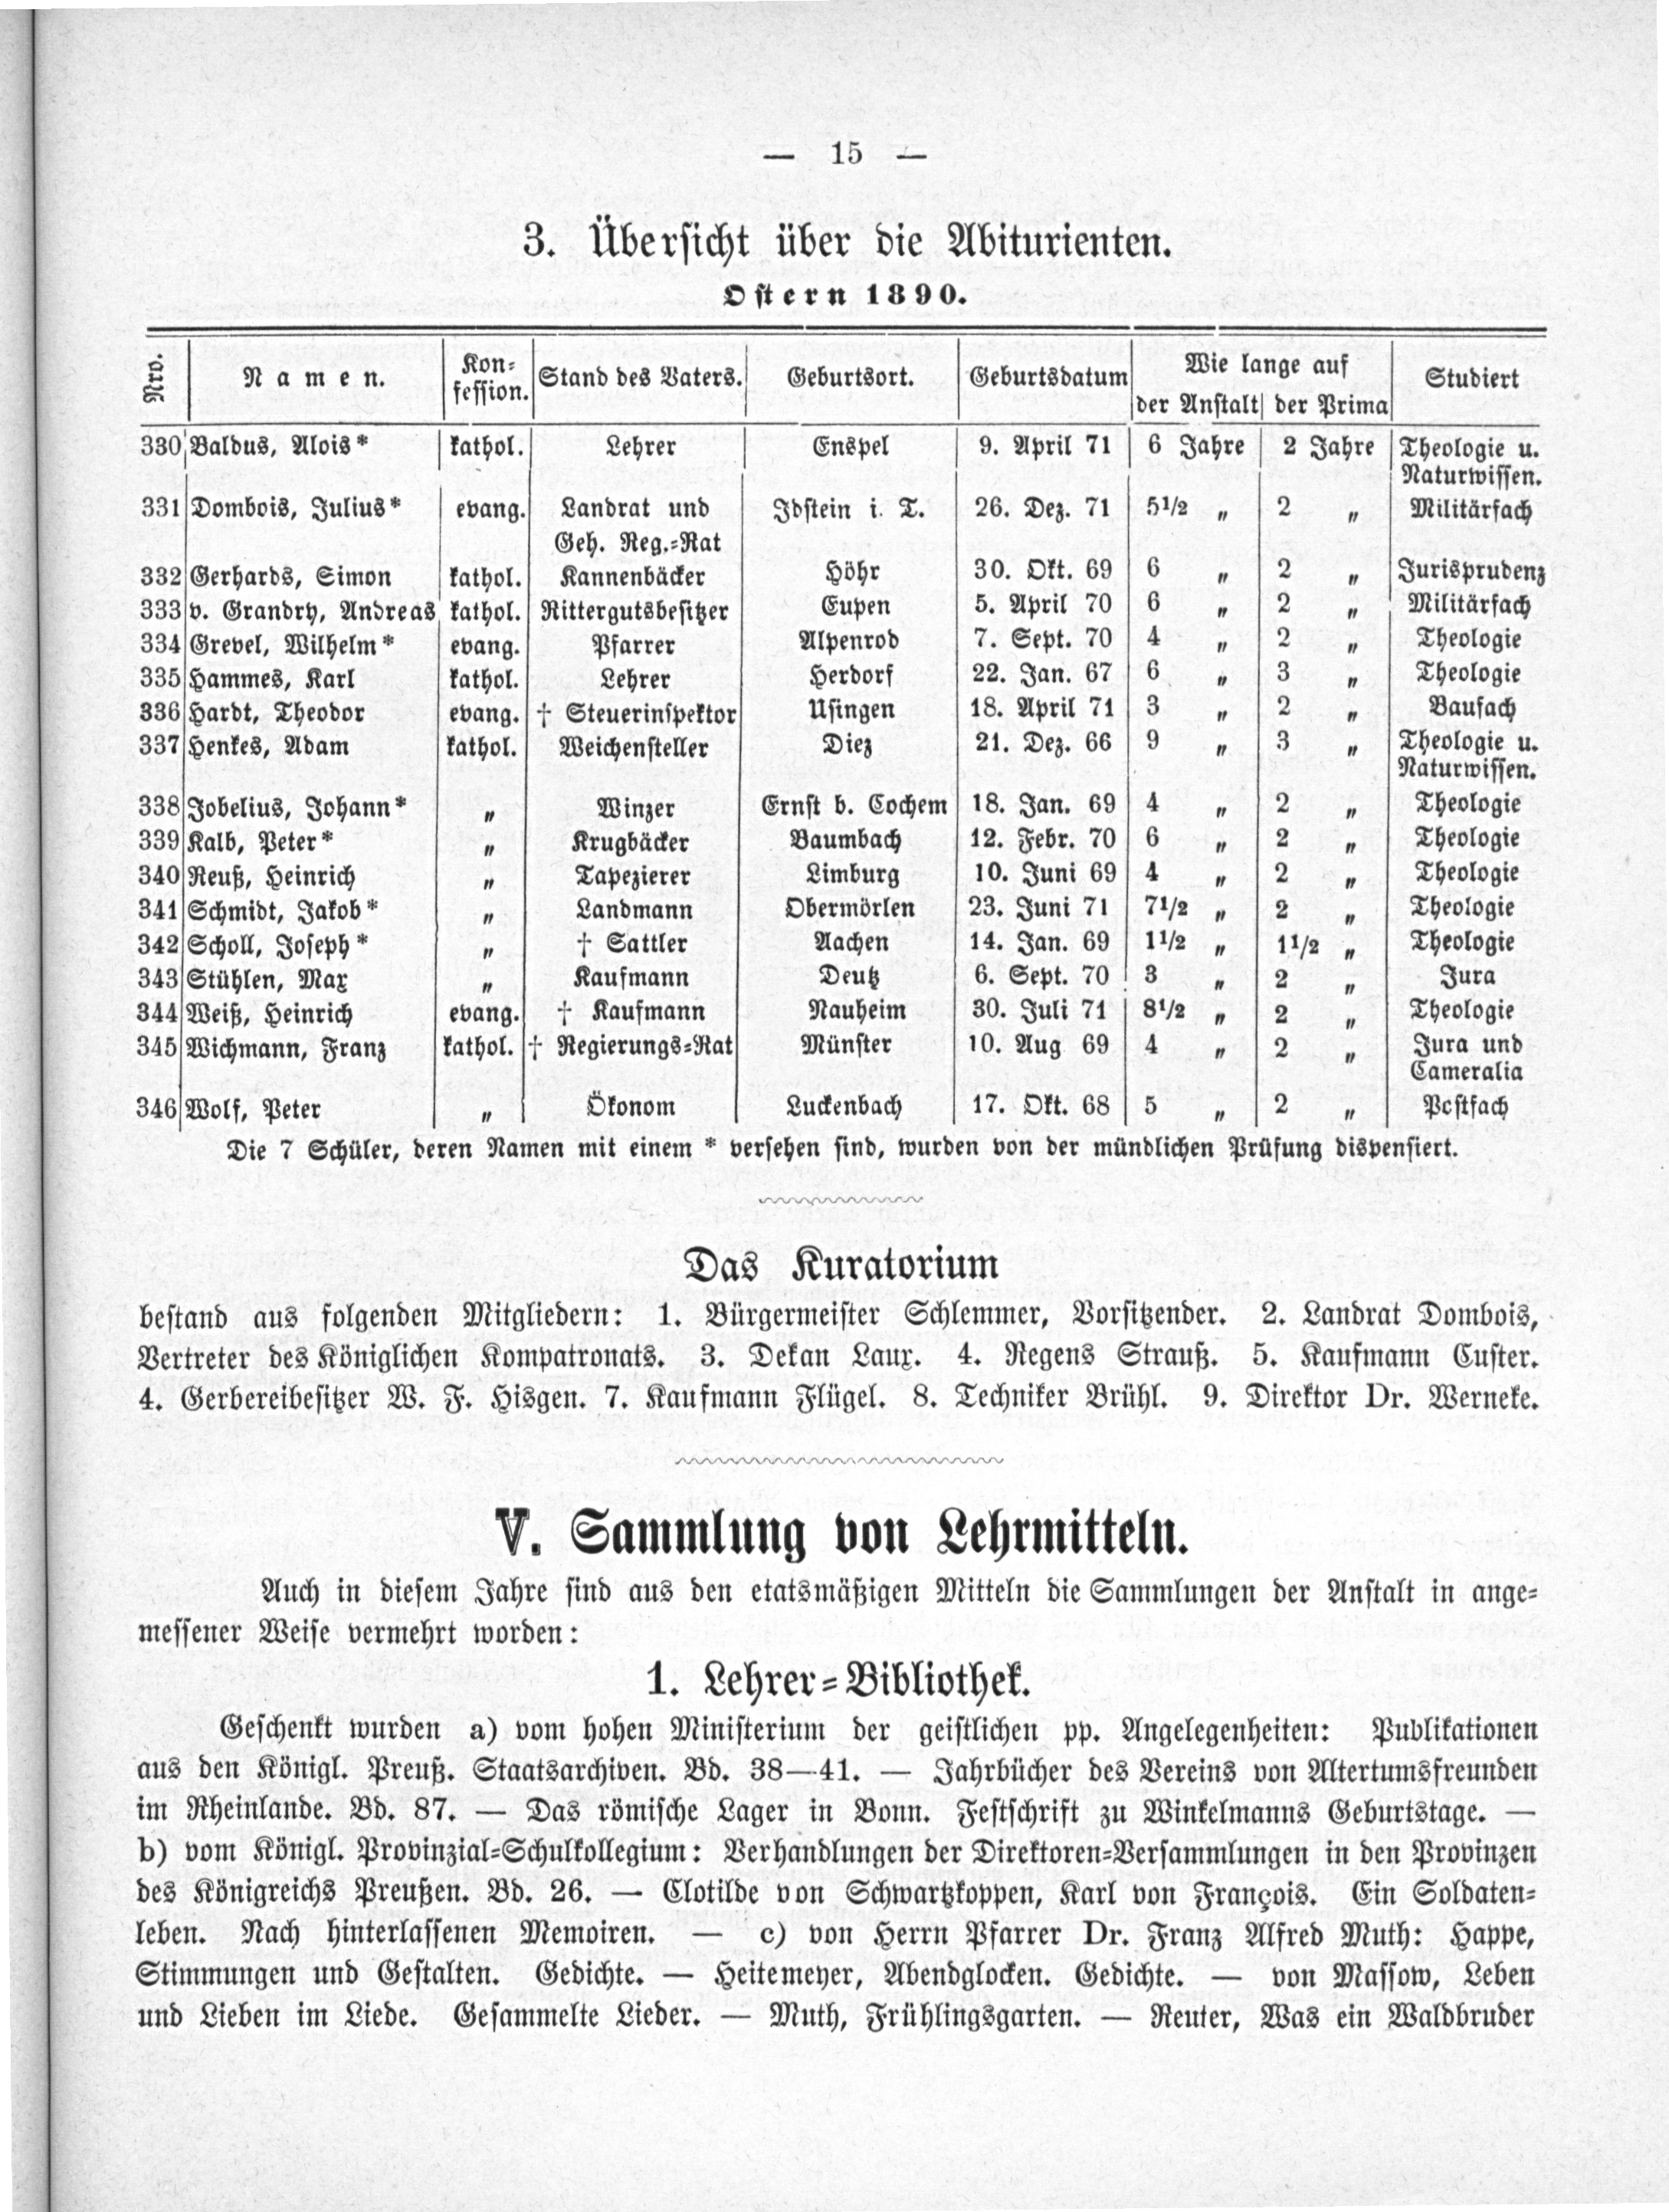 — 15 —
3. Übersicht über die Abiturienten.
Ostern 1890.
Nro. Namen. Kon- Stand des Vaters. Geburtsort. Geburtsdatum Wie lange auf Studiert
fession. der Anstalt der Prima
330 Baldus, Alois* kathol. Lehrer Enspel 9. April 71 6 Jahre 2 Jahre Theologie u.
Naturwissen.
331 Dombois, Julius* evang. Landrat und Idstein i. T. 26. Dez. 71 5½ „ 2 „ Militärfach
Geh. Reg.-Rat
332 Gerhards, Simon kathol. Kannenbäcker Höhr 30. Okt. 69 6 „ 2 „ Jurisprudenz
333 v. Grandry, Andreas kathol. Rittergutsbesitzer Eupen 5. April 70 6 „ 2 „ Militärfach
334 Grevel, Wilhelm* evang. Pfarrer Alpenrod 7. Sept. 70 4 „ 2 „ Theologie
335 Hammes, Karl kathol. Lehrer Herdorf 22. Jan. 67 6 „ 3 „ Theologie
336 Hardt, Theodor evang. † Steuerinspektor Usingen 18. April 71 3 „ 2 „ Baufach
337 Henkes, Adam kathol. Weichensteller Diez 21. Dez. 66 9 „ 3 „ Theologie u.
Naturwissen.
338 Jobelius, Johann* „ Winzer Ernst b. Cochem 18. Jan. 69 4 „ 2 „ Theologie
339 Kalb, Peter* „ Krugbäcker Baumbach 12. Febr. 70 6 „ 2 „ Theologie
340 Reuß, Heinrich „ Tapezierer Limburg 10. Juni 69 4 „ 2 „ Theologie
341 Schmidt, Jakob* „ Landmann Obermörlen 23. Juni 71 7½ „ 2 „ Theologie
342 Scholl, Joseph* „ † Sattler Aachen 14. Jan. 69 1½ „ 1½ „ Theologie
343 Stühlen, Max „ Kaufmann Deutz 6. Sept. 70 3 „ 2 „ Jura
344 Weiß, Heinrich evang. † Kaufmann Nauheim 30. Juli 71 8½ „ 2 „ Theologie
345 Wichmann, Franz kathol. † Regierungs-Rat Münster 10. Aug 69 4 „ 2 „ Jura und
Cameralia
346 Wolf, Peter „ Ökonom Luckenbach 17. Okt. 68 5 „ 2 „ Postfach
Die 7 Schüler, deren Namen mit einem * versehen sind, wurden von der mündlichen Prüfung dispensiert.
Das Kuratorium
bestand aus folgenden Mitgliedern: 1. Bürgermeister Schlemmer, Vorsitzender. 2. Landrat Dombois,
Vertreter des Königlichen Kompatronats. 3. Dekan Laux. 4. Regens Strauß. 5. Kaufmann Custer.
4. Gerbereibesitzer W. F. Hisgen. 7. Kaufmann Flügel. 8. Techniker Brühl. 9. Direktor Dr. Werneke.
V. Sammlung von Lehrmitteln.
Auch in diesem Jahre sind aus den etatsmäßigen Mitteln die Sammlungen der Anstalt in ange-
messener Weise vermehrt worden:
1. Lehrer-Bibliothek.
Geschenkt wurden a) vom hohen Ministerium der geistlichen pp. Angelegenheiten: Publikationen
aus den Königl. Preuß. Staatsarchiven. Bd. 38—41. — Jahrbücher des Vereins von Altertumsfreunden
im Rheinlande. Bd. 87. — Das römische Lager in Bonn. Festschrift zu Winkelmanns Geburtstage. —
b) vom Königl. Provinzial-Schulkollegium: Verhandlungen der Direktoren-Versammlungen in den Provinzen
des Königreichs Preußen. Bd. 26. — Clotilde von Schwartzkoppen, Karl von François. Ein Soldaten-
leben. Nach hinterlassenen Memoiren. — c) von Herrn Pfarrer Dr. Franz Alfred Muth: Happe,
Stimmungen und Gestalten. Gedichte. — Heitemeyer, Abendglocken. Gedichte. — von Massow, Leben
und Lieben im Liede. Gesammelte Lieder. — Muth, Frühlingsgarten. — Reuter, Was ein Waldbruder